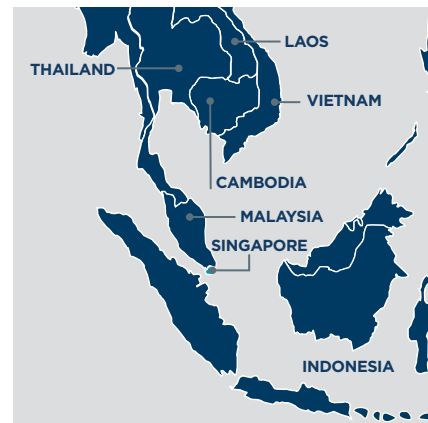 LAOS
THAILAND
VIETNAM
CAMBODIA
MALAYSIA
SINGAPORE
INDONESIA